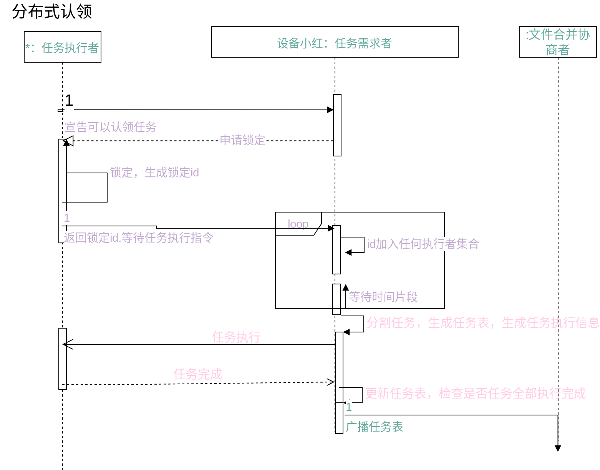 分布式认领
*: 任务执行者
设备小红：任务需求者
:文件合并协
商者
1
宣告可以认领任务
申请锁定
锁定，生成锁定id
1
返回锁定id.等待任务执行指令
loop
id加入任何执行者集合
等待时间片段
分割任务，生成任务表，生成任务执行信息
任务执行
任务完成
更新任务表，检查是否任务全部执行完成
1
广播任务表